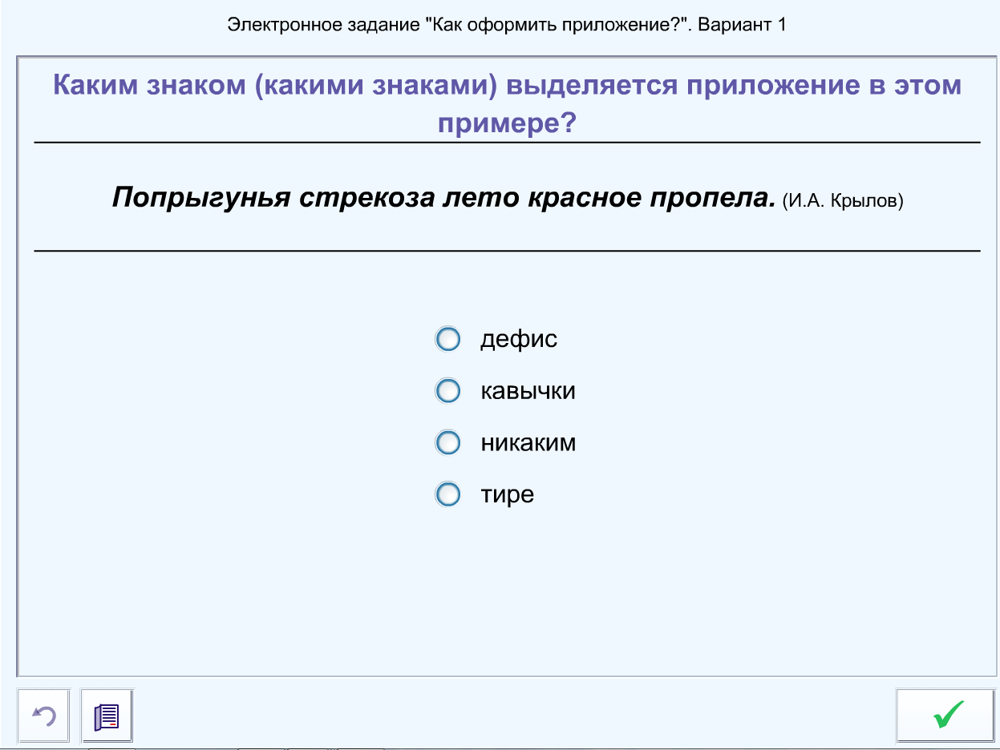 Электронное задание "Как оформить приложение?". Вариант 1
Каким знаком (какими знаками) выделяется приложение в этом
примере?
Попрыгунья стрекоза лето красное пропела. (И.А. Крылов)
дефис
кавычки
никаким
тире